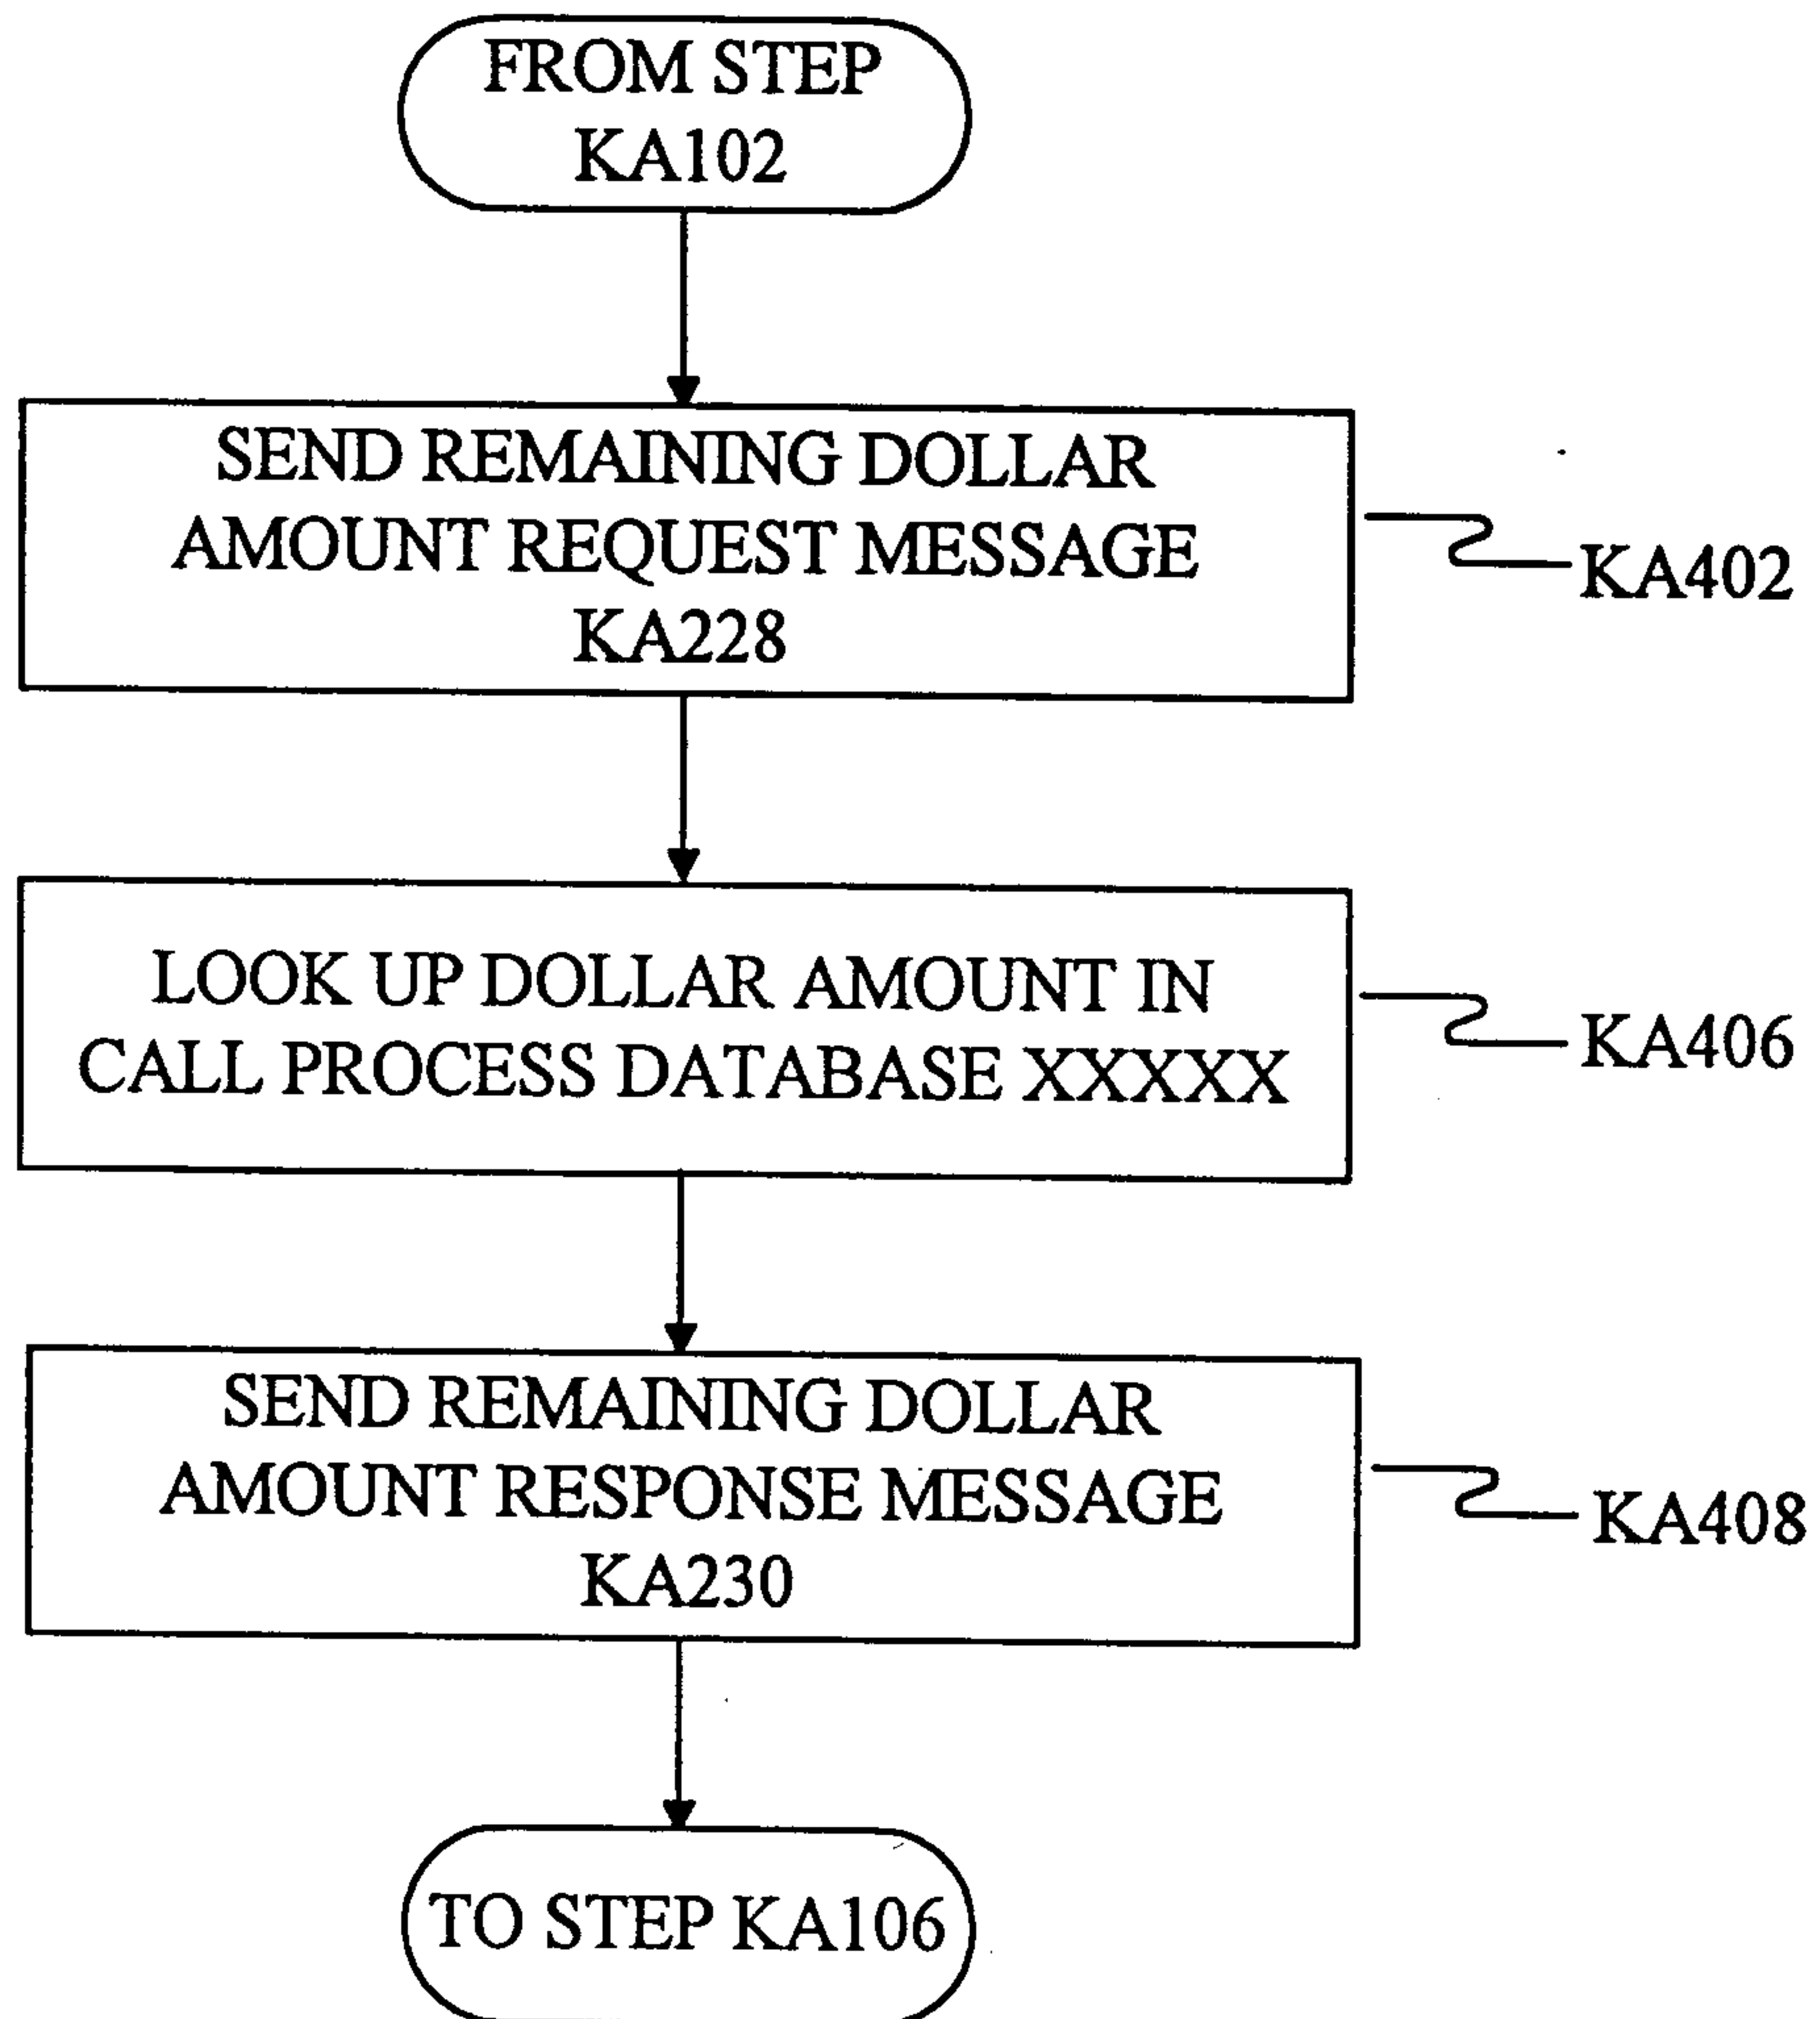 FROM STEP
KA102
SEND REMAINING DOLLAR
AMOUNT REQUEST MESSAGE
KA228
KA402
LOOK UP DOLLAR AMOUNT IN
CALL PROCESS DATABASE XXXXX
KA406
SEND REMAINING DOLLAR
AMOUNT RESPONSE MESSAGE
KA230
KA408
TO STEP KA106